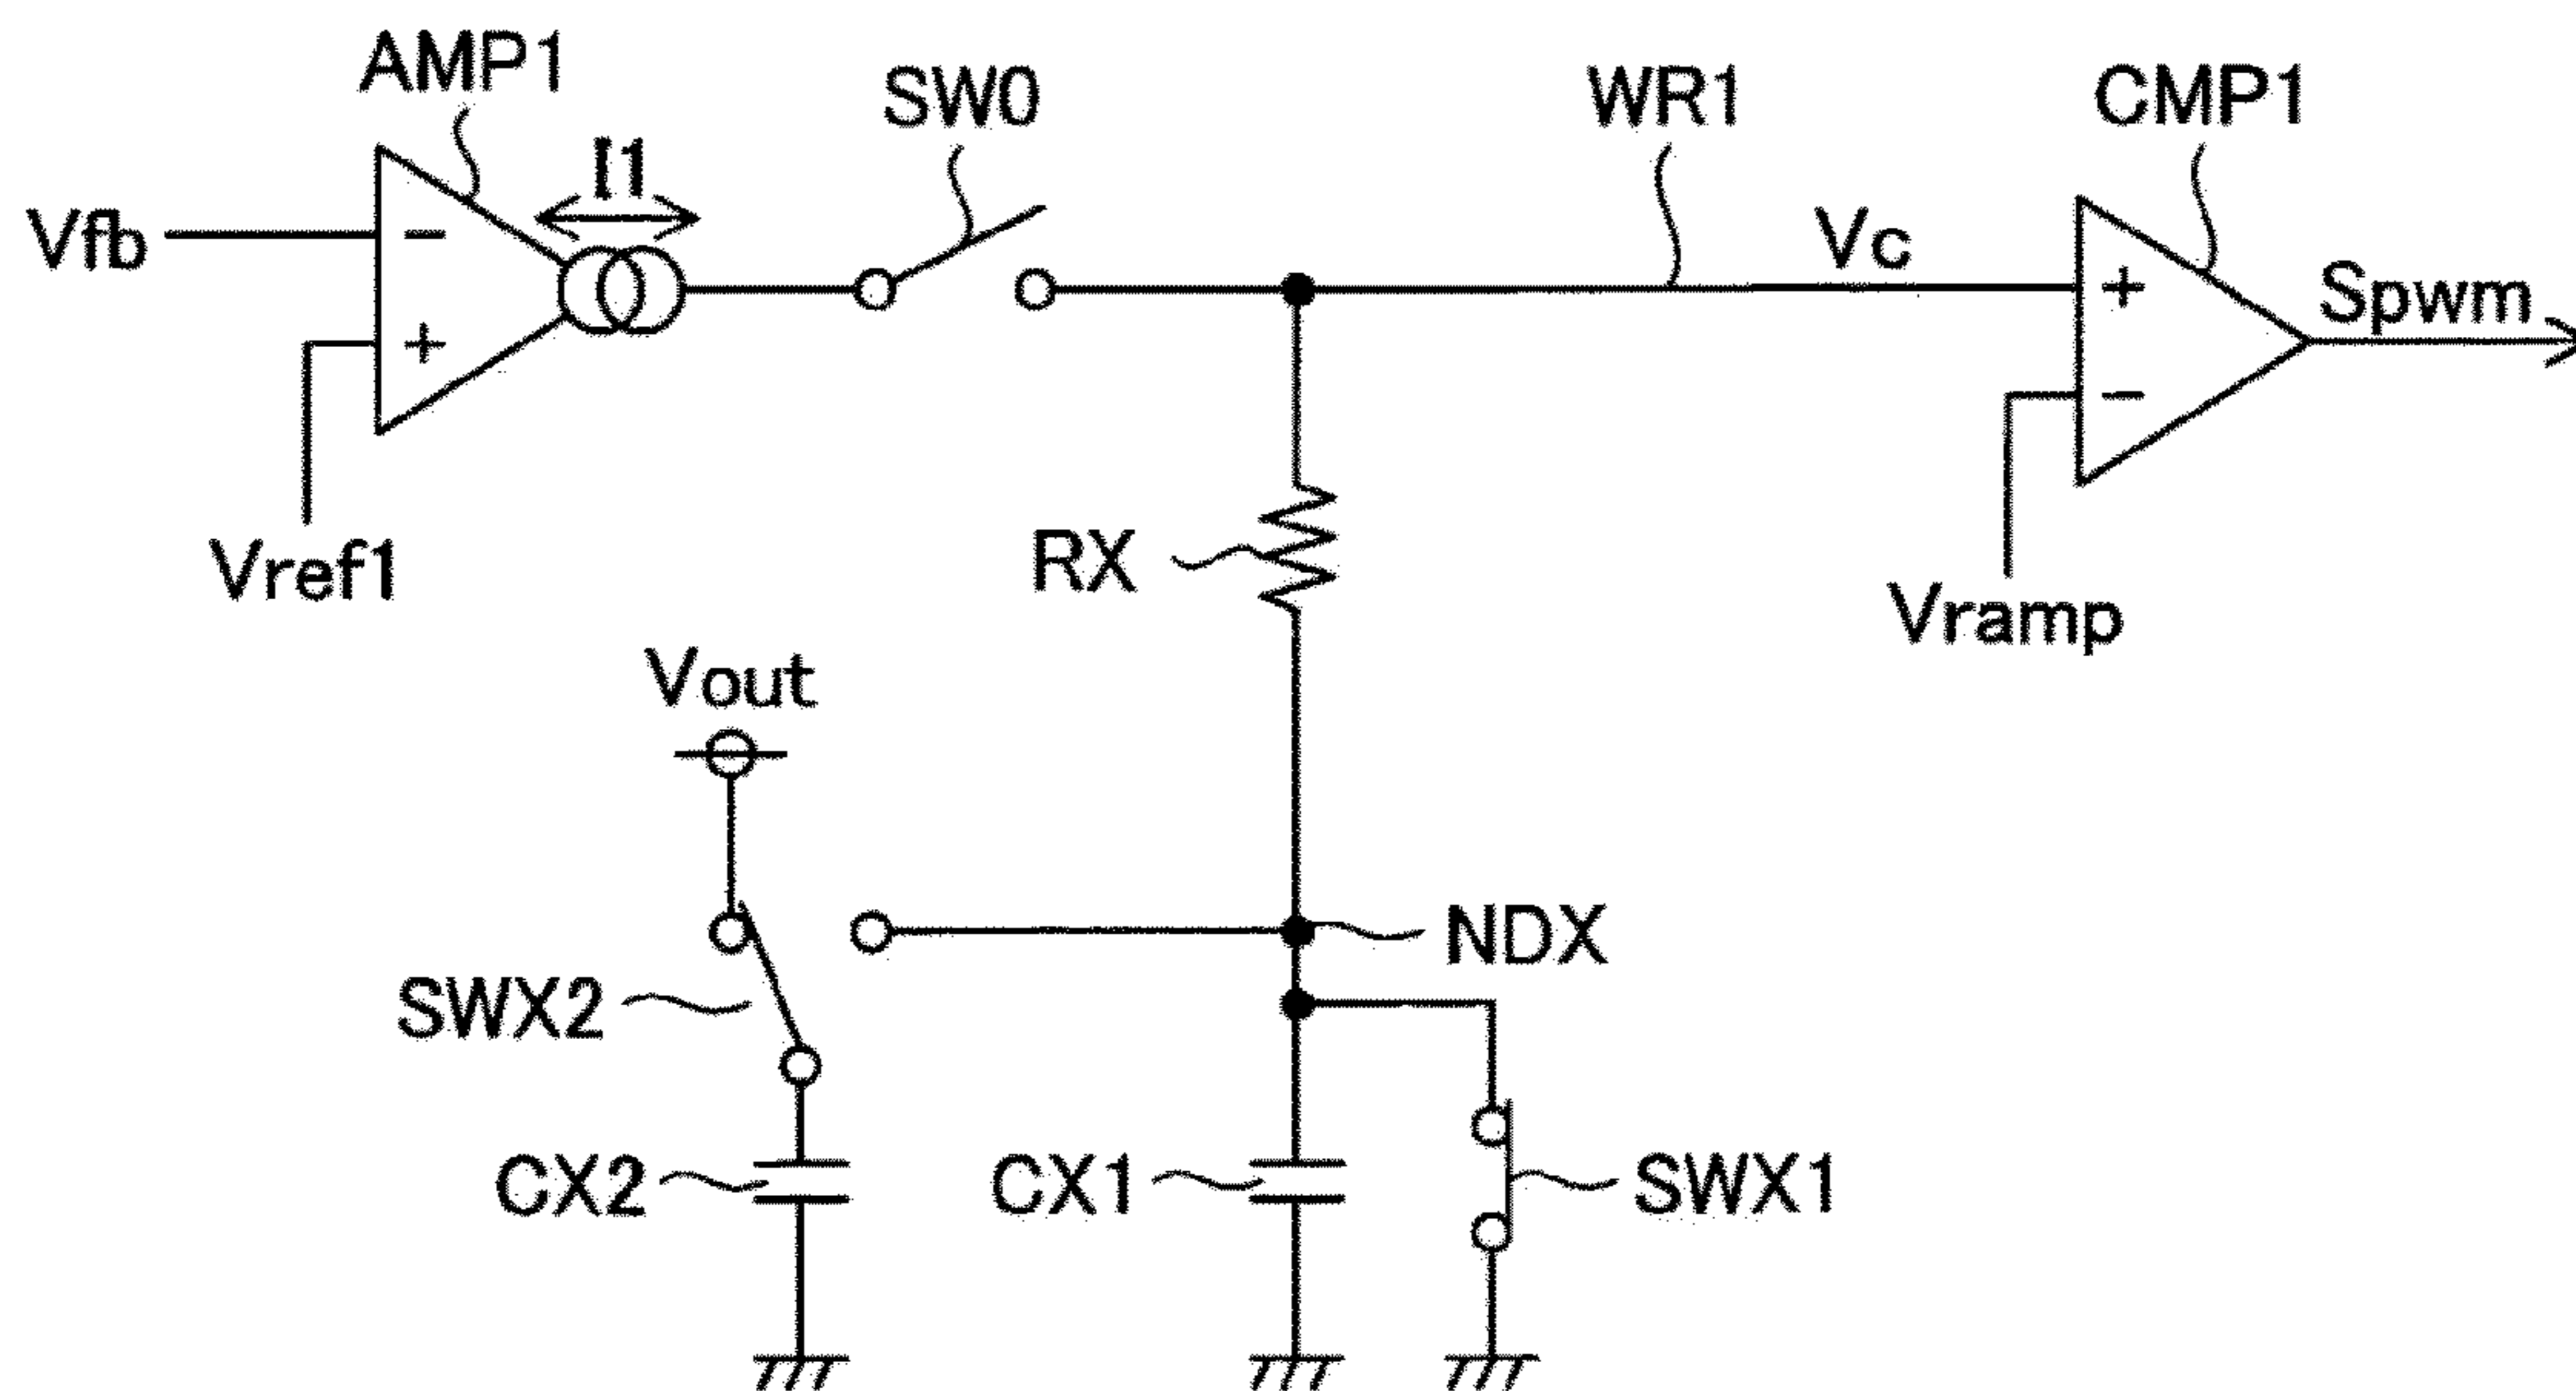 AMP1
SW0
WR1
CMP1
I1
Vfb
−
+
Vc
+
−
Spwm
Vref1
RX
Vramp
Vout
NDX
SWX2
CX2
CX1
SWX1